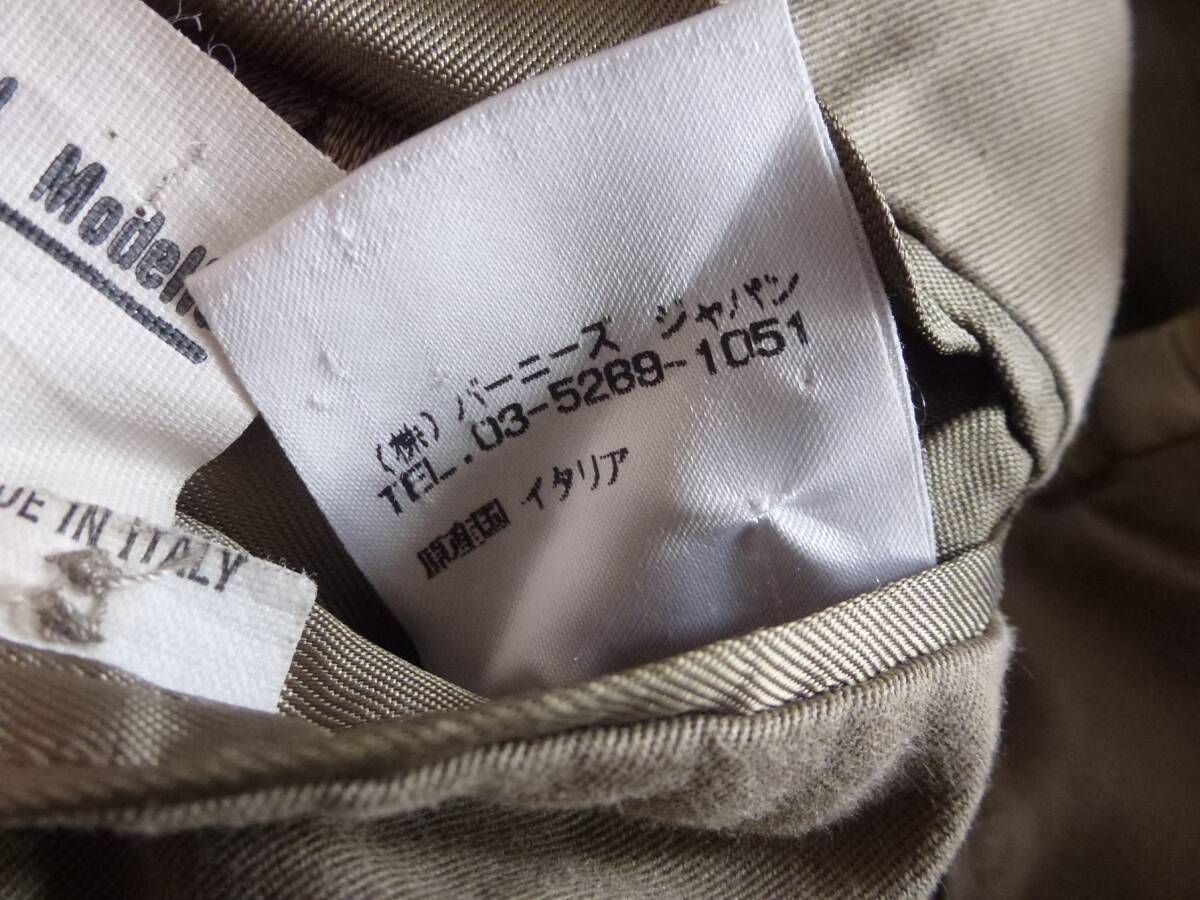 Modell
DE IN ITALY
(株) バーニーズ ジャパン
TEL.03-5269-1051
原産国 イタリア